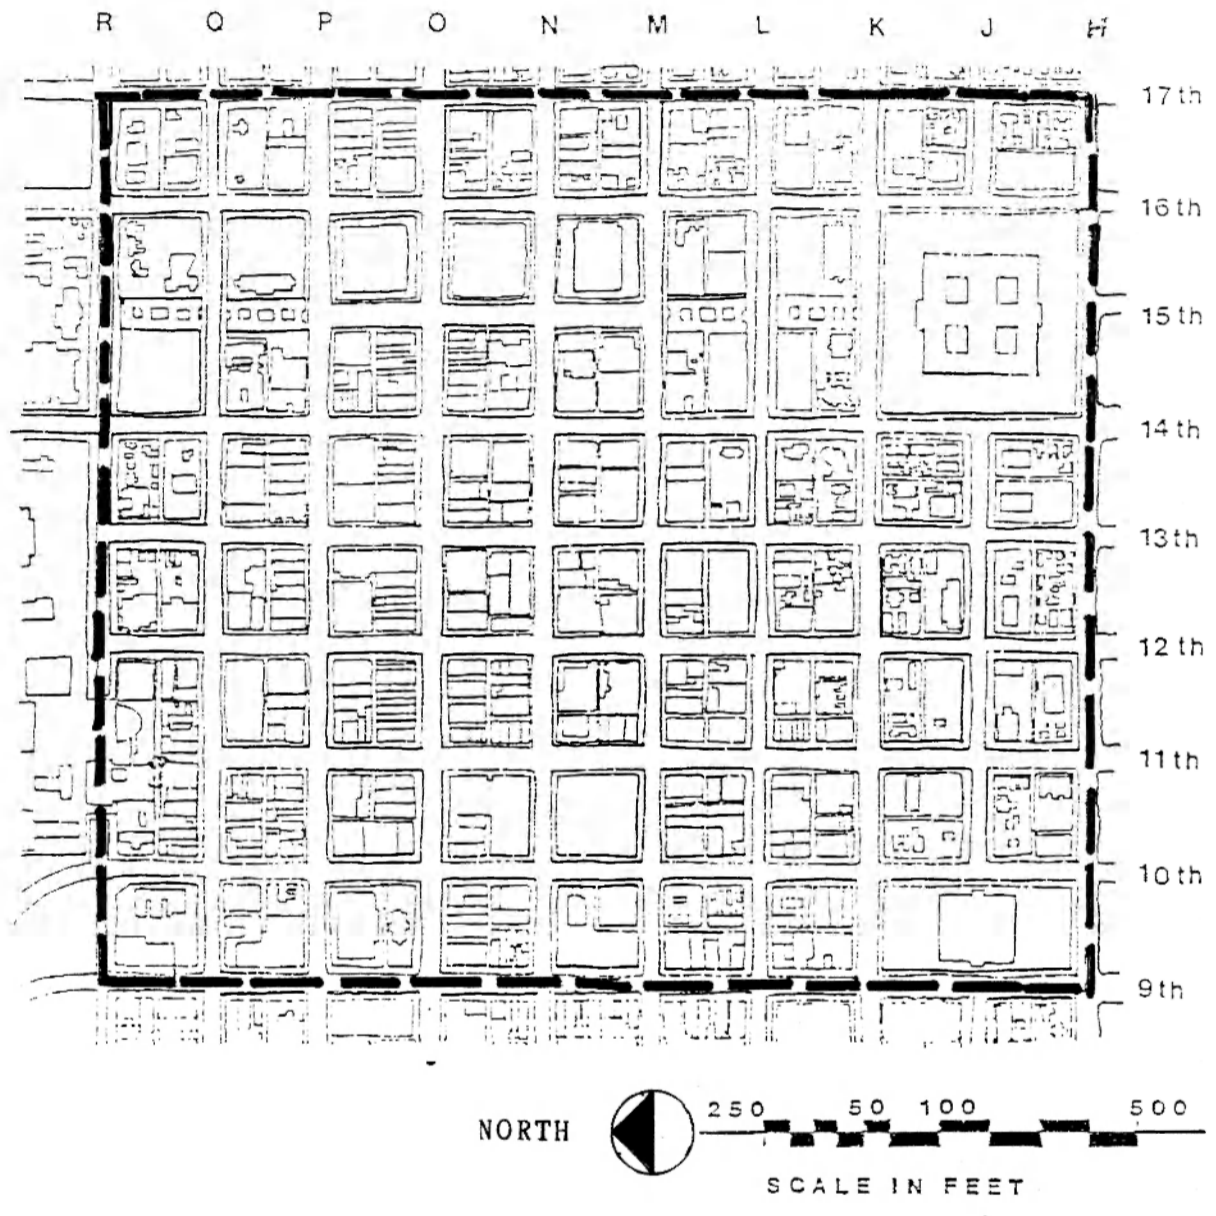 R Q P O N M L K J H
17th
16th
15th
14th
13th
12th
11th
10th
9th
NORTH 250 50 100 500
SCALE IN FEET